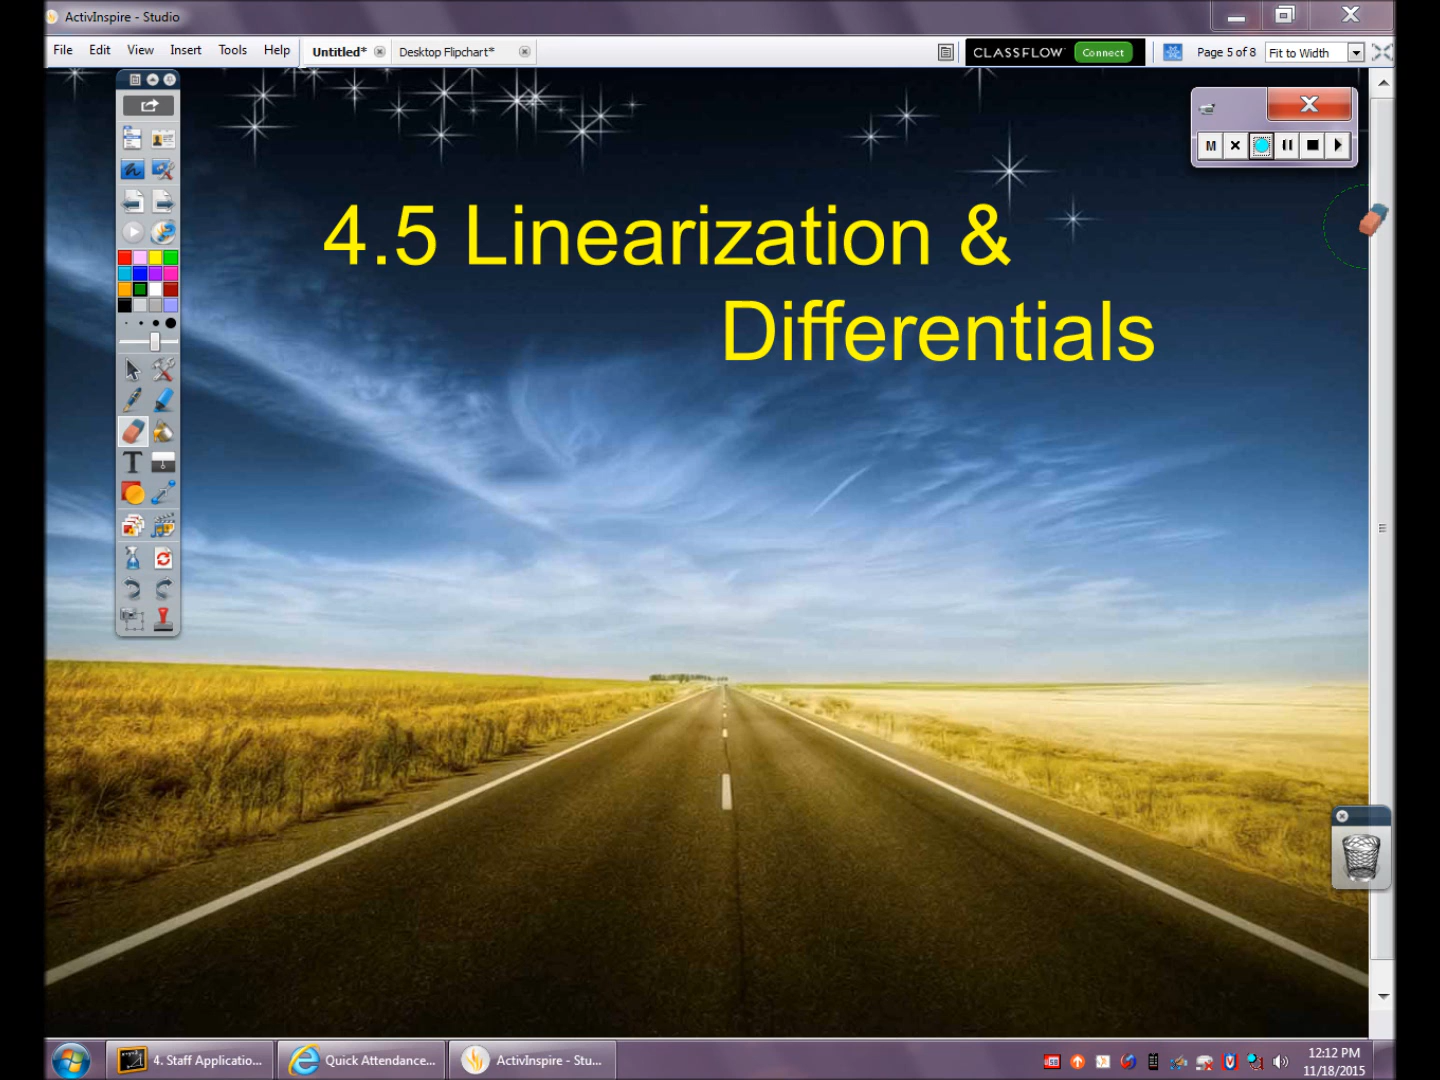 ActivInspire - Studio
File Edit View Insert Tools Help Untitled* Desktop Flipchart* CLASSFLOW Connect Page 5 of 8 Fit to Width
M
4.5 Linearization &
Differentials
T
4. Staff Applicatio... Quick Attendance... ActivInspire - Stu... 12:12 PM
11/18/2015